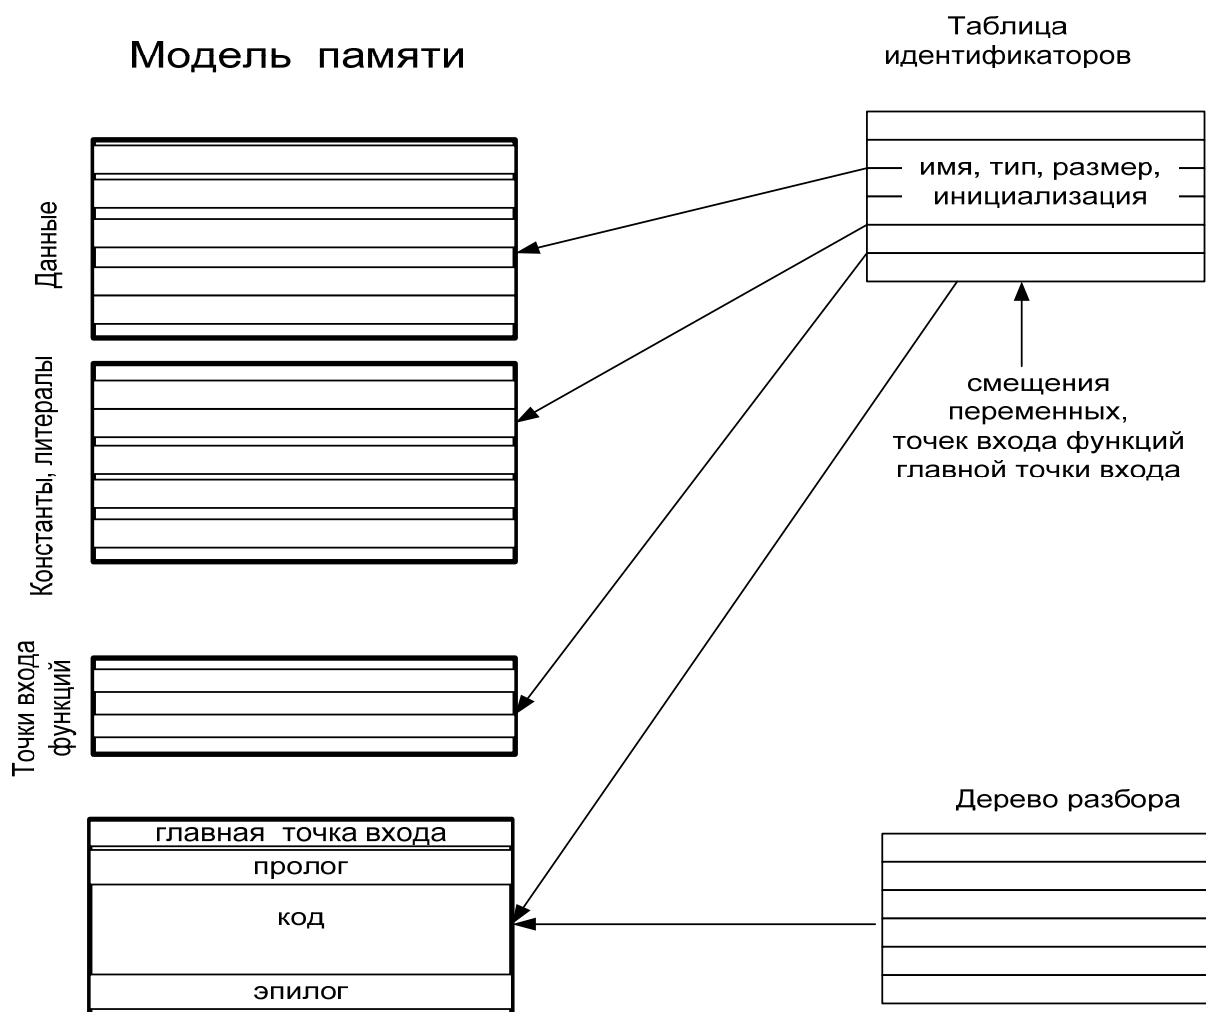 Модель памяти
Таблица
идентификаторов
имя, тип, размер,
инициализация
Данные
смещения
переменных,
точек входа функций
главной точки входа
Константы, литералы
Точки входа
функций
Дерево разбора
главная точка входа
пролог
код
эпилог